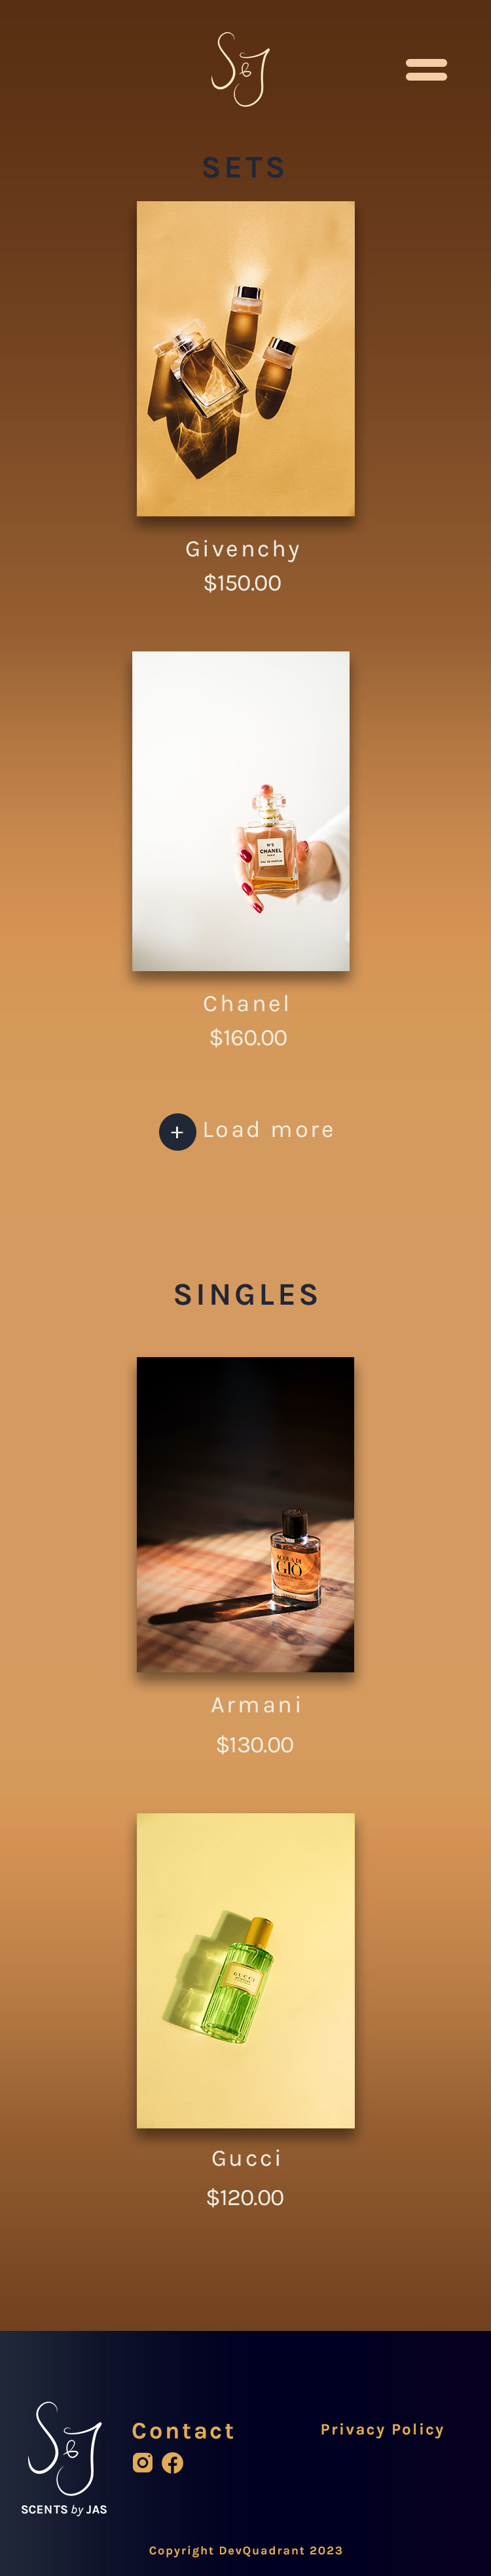 S & J
SETS
Givenchy
$150.00
N°5
CHANEL
PARIS
EAU DE PARFUM
Chanel
$160.00
+ Load more
SINGLES
ACQUA DI
GIO
Armani
$130.00
GUCCI
Gucci
$120.00
S & J
SCENTS by JAS
Contact
Privacy Policy
Copyright DevQuadrant 2023